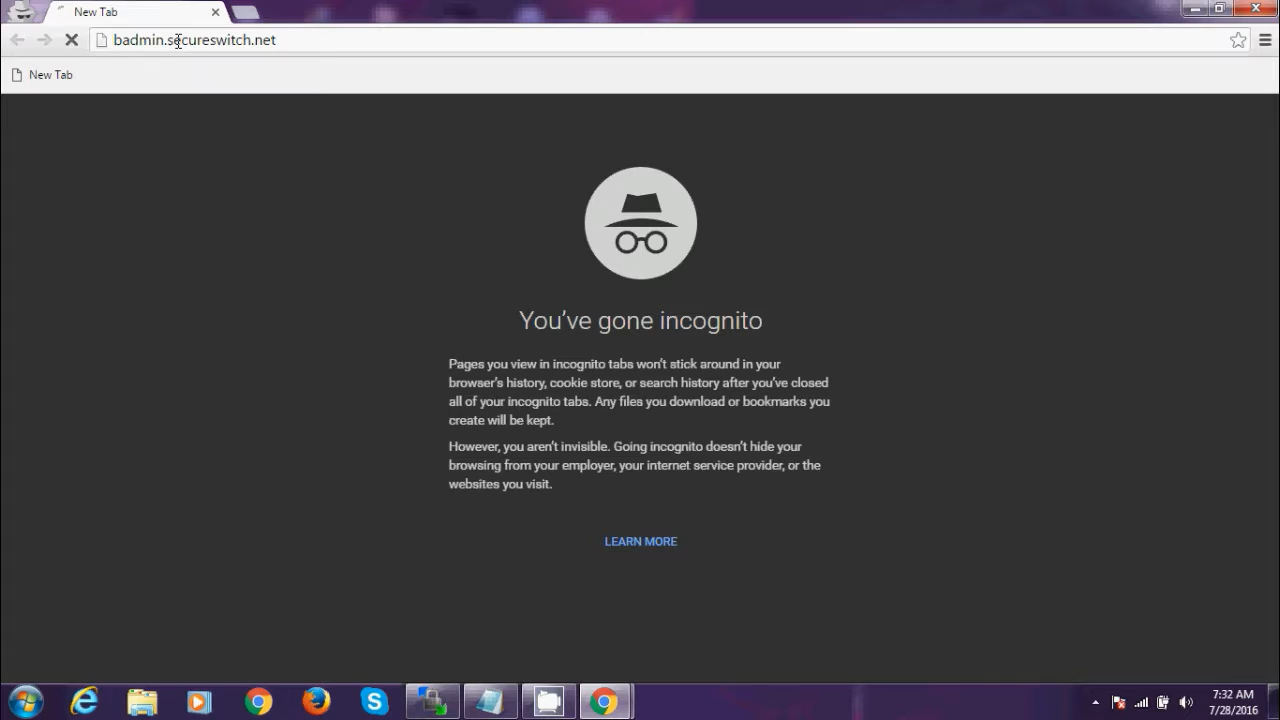 New Tab
badmin.secureswitch.net
New Tab
You've gone incognito
Pages you view in incognito tabs won't stick around in your
browser's history, cookie store, or search history after you've closed
all of your incognito tabs. Any files you download or bookmarks you
create will be kept.
However, you aren't invisible. Going incognito doesn't hide your
browsing from your employer, your internet service provider, or the
websites you visit.
LEARN MORE
7:32 AM
7/28/2016